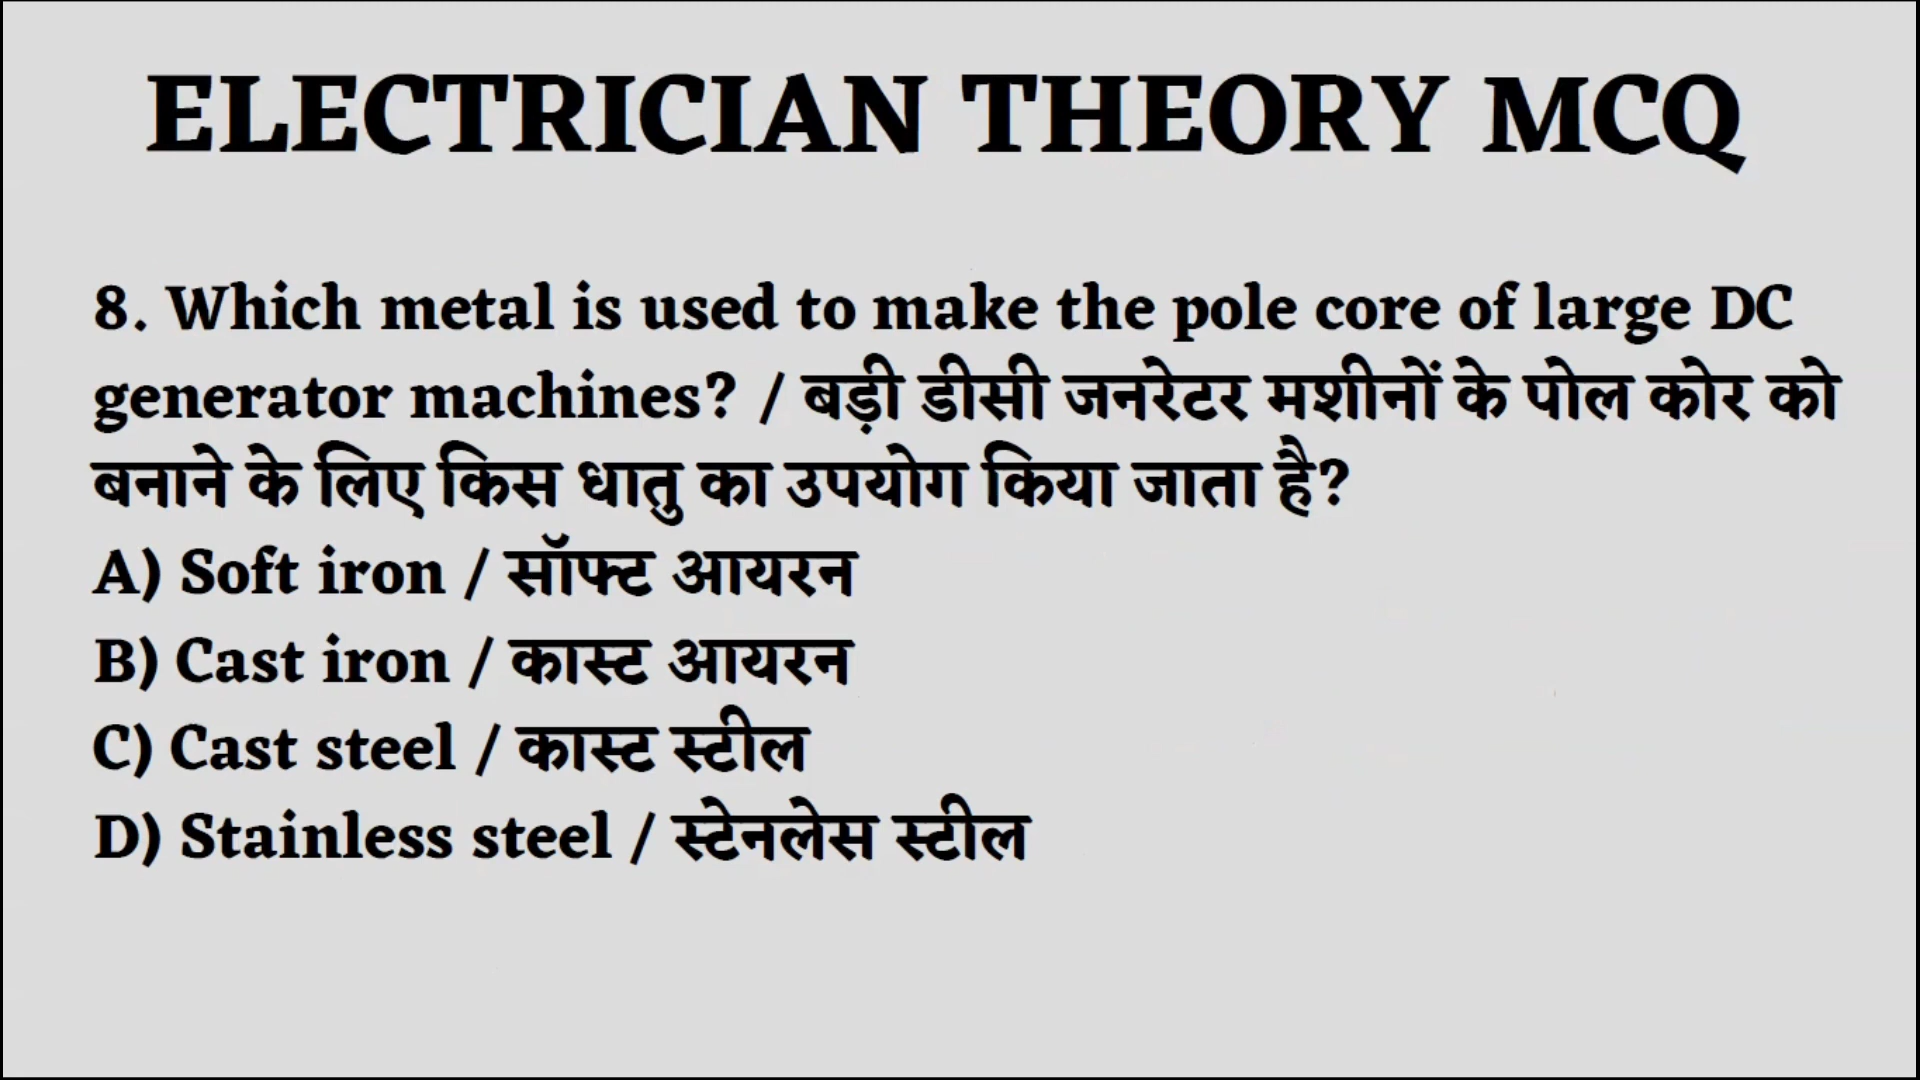 ELECTRICIAN THEORY MCQ
8. Which metal is used to make the pole core of large DC
generator machines? / बड़ी डीसी जनरेटर मशीनों के पोल कोर को
बनाने के लिए किस धातु का उपयोग किया जाता है?
A) Soft iron / सॉफ्ट आयरन
B) Cast iron / कास्ट आयरन
C) Cast steel / कास्ट स्टील
D) Stainless steel / स्टेनलेस स्टील